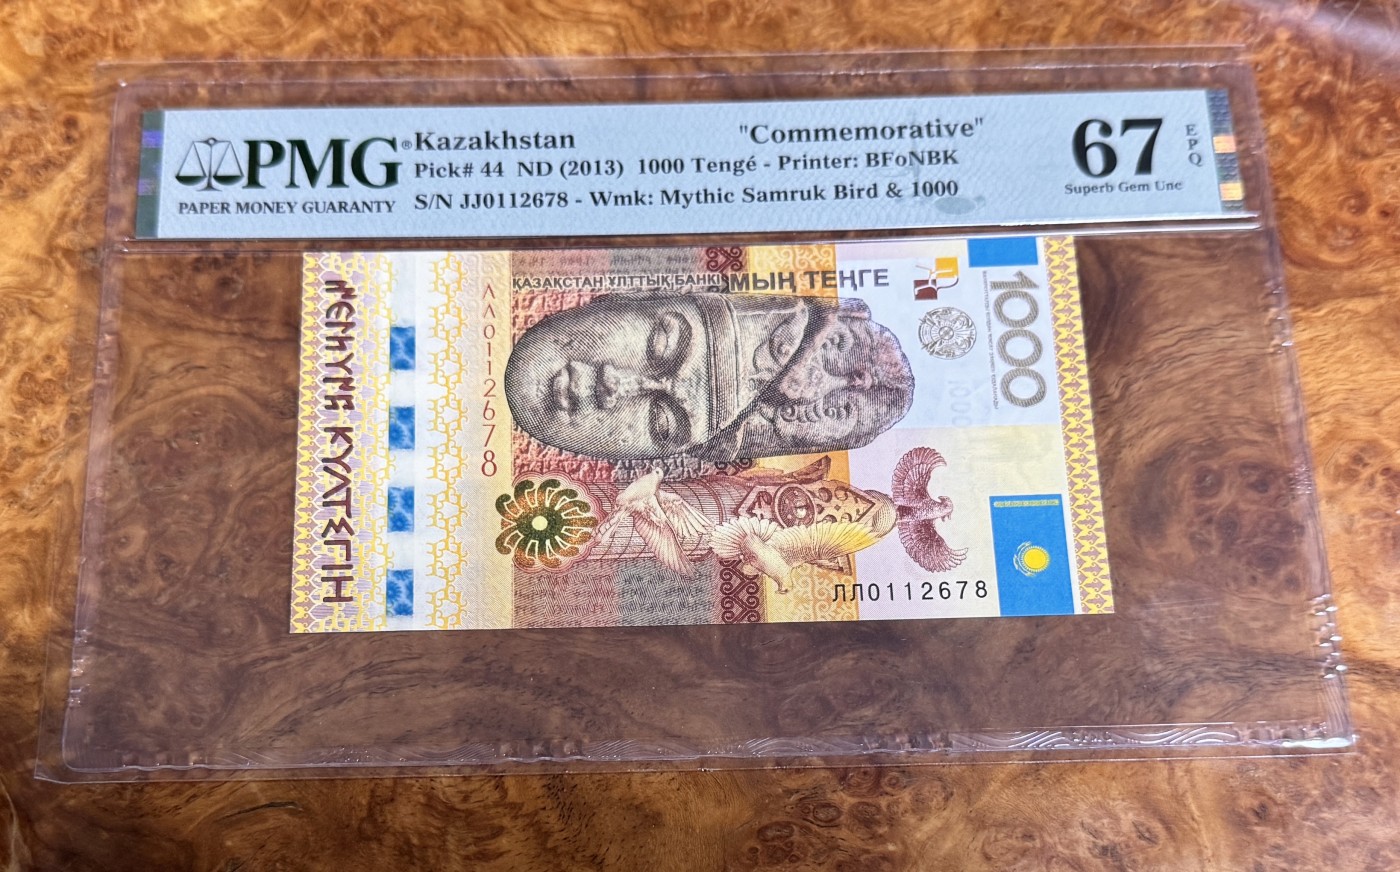 PMG®
PAPER MONEY GUARANTY
Kazakhstan "Commemorative"
Pick# 44 ND (2013) 1000 Tengé - Printer: BFoNBK
S/N JJ0112678 - Wmk: Mythic Samruk Bird & 1000
67
EPQ
Superb Gem Unc
КҮЛТЕГІН
ЛЛ0112678
ҚАЗАҚСТАН ҰЛТТЫҚ БАНКІ
МЫҢ ТЕҢГЕ
1000
ЛЛ0112678